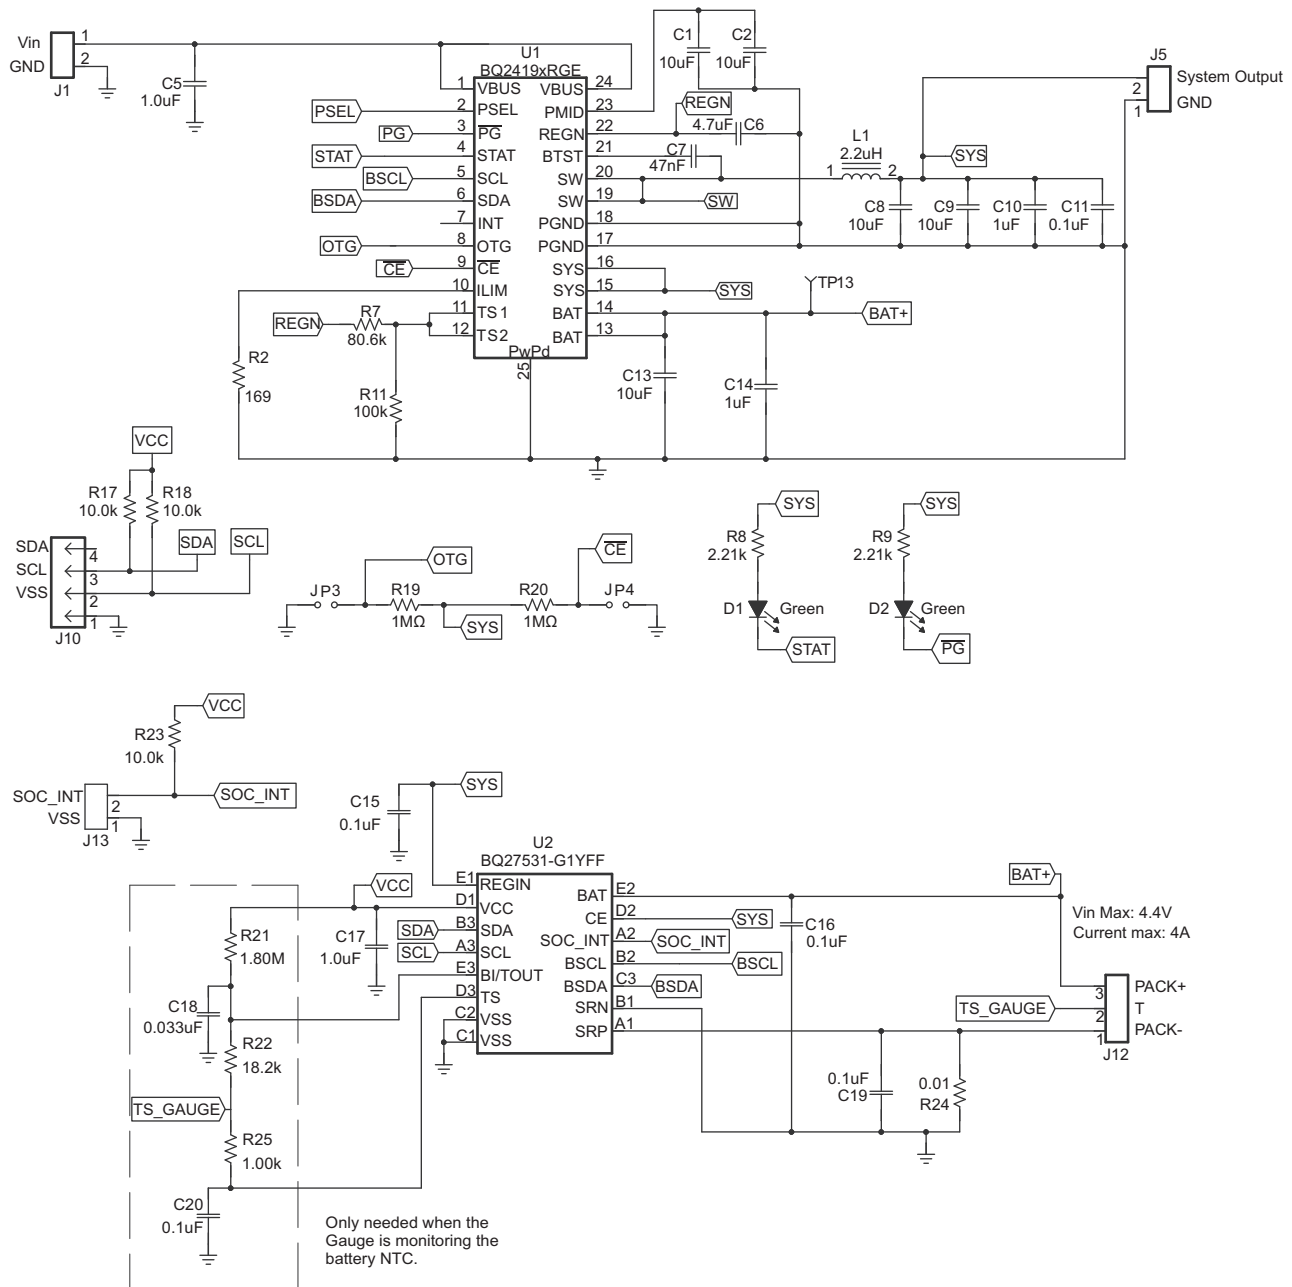 Vin
GND
J1
1
2
C5
1.0uF
U1
BQ2419xRGE
1 VBUS
2 PSEL
3 PG
4 STAT
5 SCL
6 SDA
7 INT
8 OTG
9 CE
10 ILIM
11 TS1
12 TS2
PwPd
25
VBUS 24
PMID 23
REGN 22
BTST 21
SW 20
SW 19
PGND 18
PGND 17
SYS 16
SYS 15
BAT 14
BAT 13
PSEL
PG
STAT
BSCL
BSDA
OTG
CE
REGN
R7
80.6k
R2
169
R11
100k
C1
10uF
C2
10uF
REGN
4.7uF C6
C7
47nF
SW
L1
2.2uH
1
2
SYS
C8
10uF
C9
10uF
C10
1uF
C11
0.1uF
J5
System Output
2
GND
1
SYS
TP13
BAT+
C13
10uF
C14
1uF
VCC
R17
10.0k
R18
10.0k
SDA
SCL
SDA
4
SCL
3
VSS
2
1
J10
JP3
OTG
R19
1MΩ
SYS
R20
1MΩ
CE
JP4
SYS
R8
2.21k
D1
Green
STAT
SYS
R9
2.21k
D2
Green
PG
VCC
R23
10.0k
SOC_INT
SOC_INT
2
VSS
1
J13
SYS
C15
0.1uF
U2
BQ27531-G1YFF
E1 REGIN
D1 VCC
B3 SDA
A3 SCL
E3 BI/TOUT
D3 TS
C2 VSS
C1 VSS
BAT E2
CE D2
SOC_INT A2
BSCL B2
BSDA C3
SRN B1
SRP A1
VCC
SDA
SCL
C17
1.0uF
R21
1.80M
C18
0.033uF
R22
18.2k
TS_GAUGE
R25
1.00k
C20
0.1uF
Only needed when the
Gauge is monitoring the
battery NTC.
SYS
SOC_INT
BSCL
BSDA
C16
0.1uF
BAT+
Vin Max: 4.4V
Current max: 4A
TS_GAUGE
3
PACK+
2
T
1
PACK-
J12
0.1uF
C19
0.01
R24